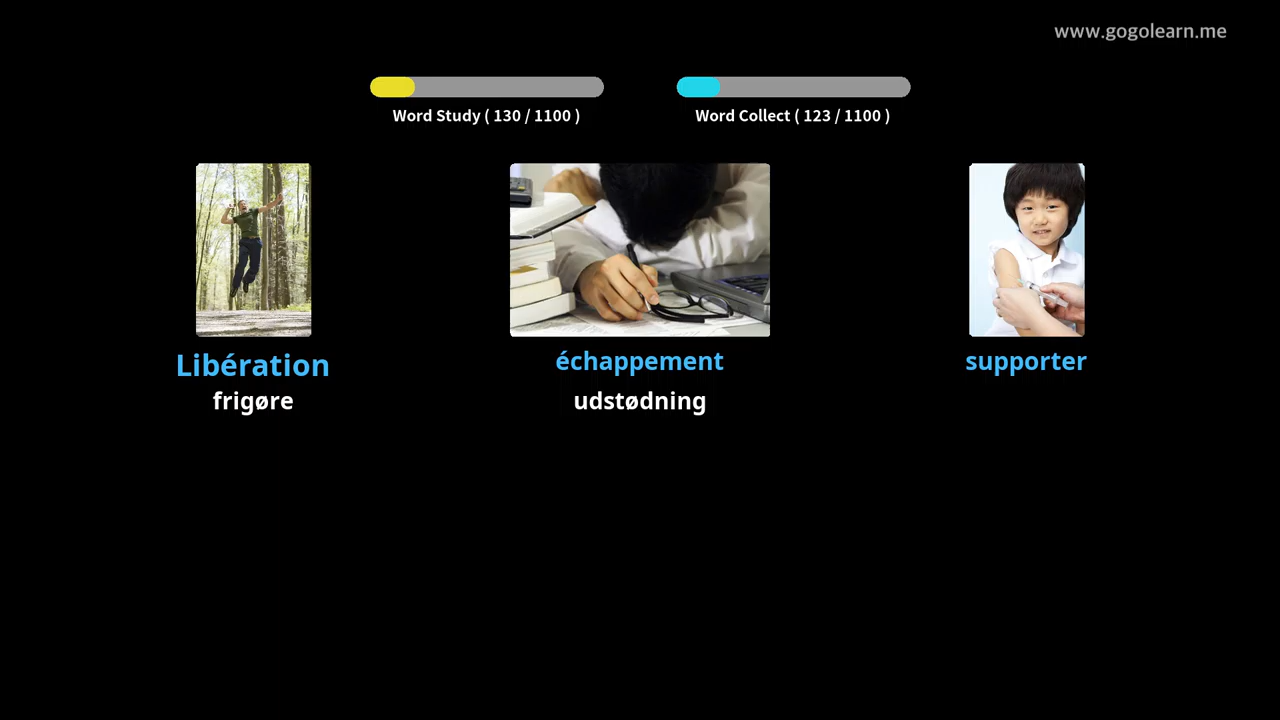 www.gogolearn.me
Word Study ( 130 / 1100 )
Word Collect ( 123 / 1100 )
Libération
échappement
supporter
frigøre
udstødning